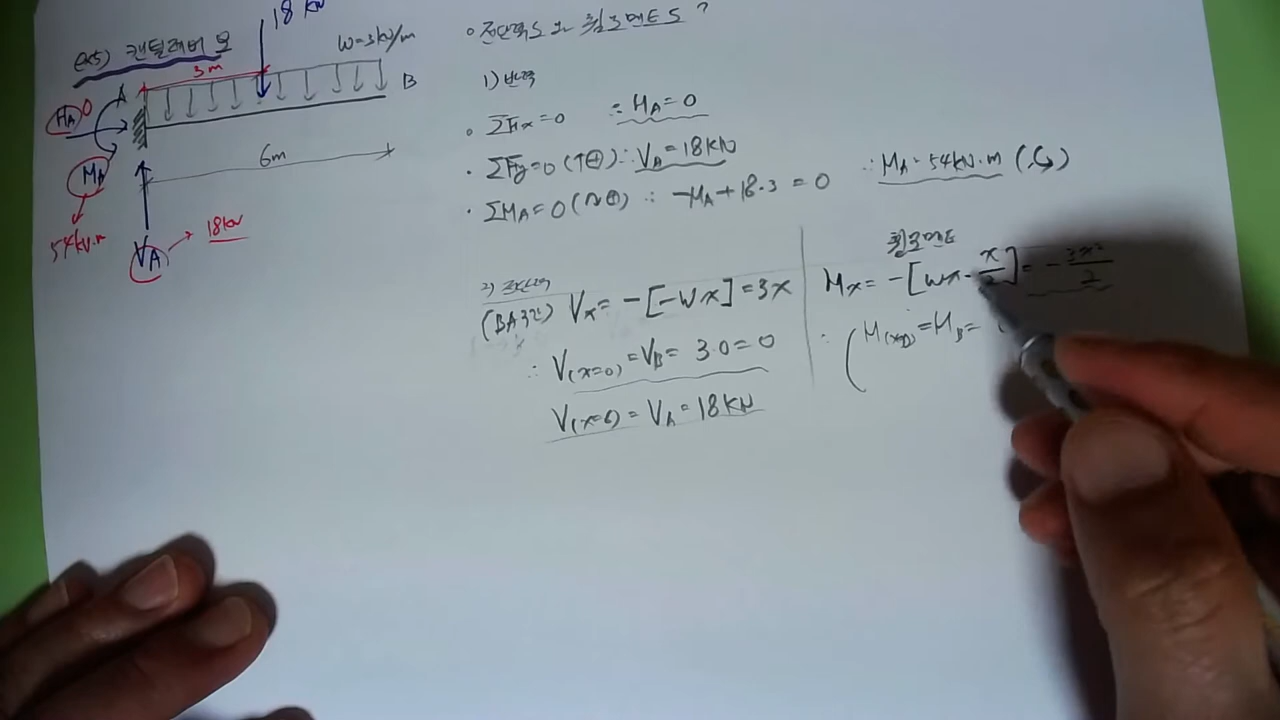 ex5) 캔틸레버 보
18 kN
w=3kN/m
3m
A
B
HA 0
6m
MA
54kN.m
VA → 18kN
◦ 전단력도 와 휨모멘트도 ?
1) 반력
◦ ΣFx=0 ∴ HA=0
· ΣFy=0 (↑⊕) ∴ VA=18kN
· ΣMA=0 (⊕) ∴ -MA+18·3=0 ∴ MA=54kN.m
2)
(BA구간) Vx= -[-wx]=3x
∴ V(x=0)=VB= 3·0=0
V(x=6)=VA=18kN
휨모멘트
Mx= -[wx·x/2]= -3x²/2
∴ M(x=0)=MB=